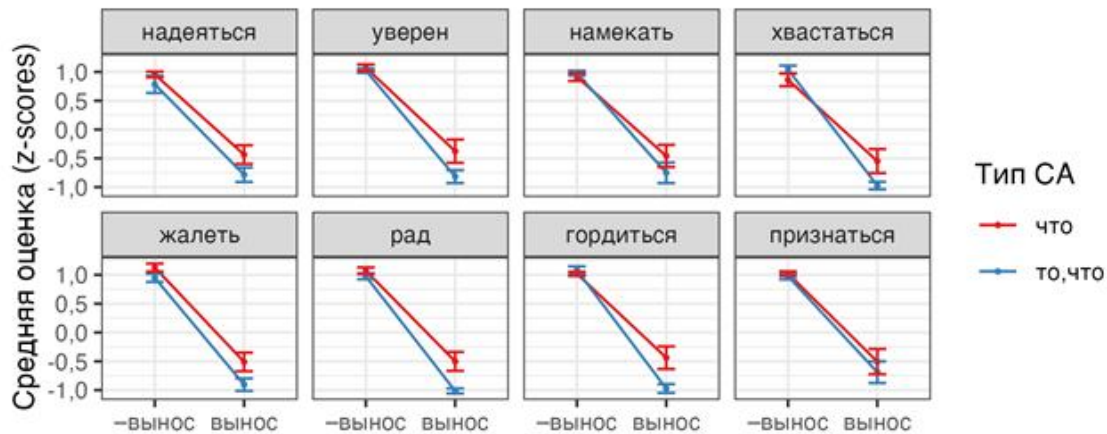 надеяться уверен намекать хвастаться
1,0
0,5
0,0
-0,5
-1,0
Средняя оценка (z-scores)
жалеть рад гордиться признаться
1,0
0,5
0,0
-0,5
-1,0
−вынос вынос −вынос вынос −вынос вынос −вынос вынос
Тип СА
что
то,что